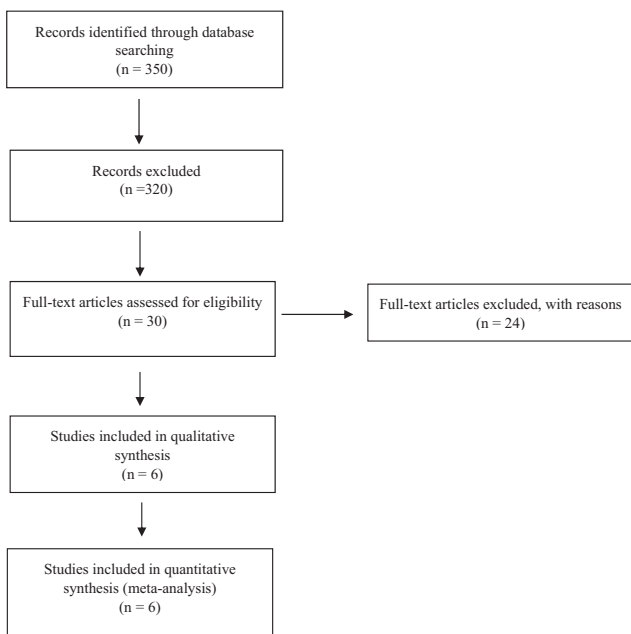 Records identified through database
searching
(n = 350)
Records excluded
(n =320)
Full-text articles assessed for eligibility
(n = 30)
Full-text articles excluded, with reasons
(n = 24)
Studies included in qualitative
synthesis
(n = 6)
Studies included in quantitative
synthesis (meta-analysis)
(n = 6)